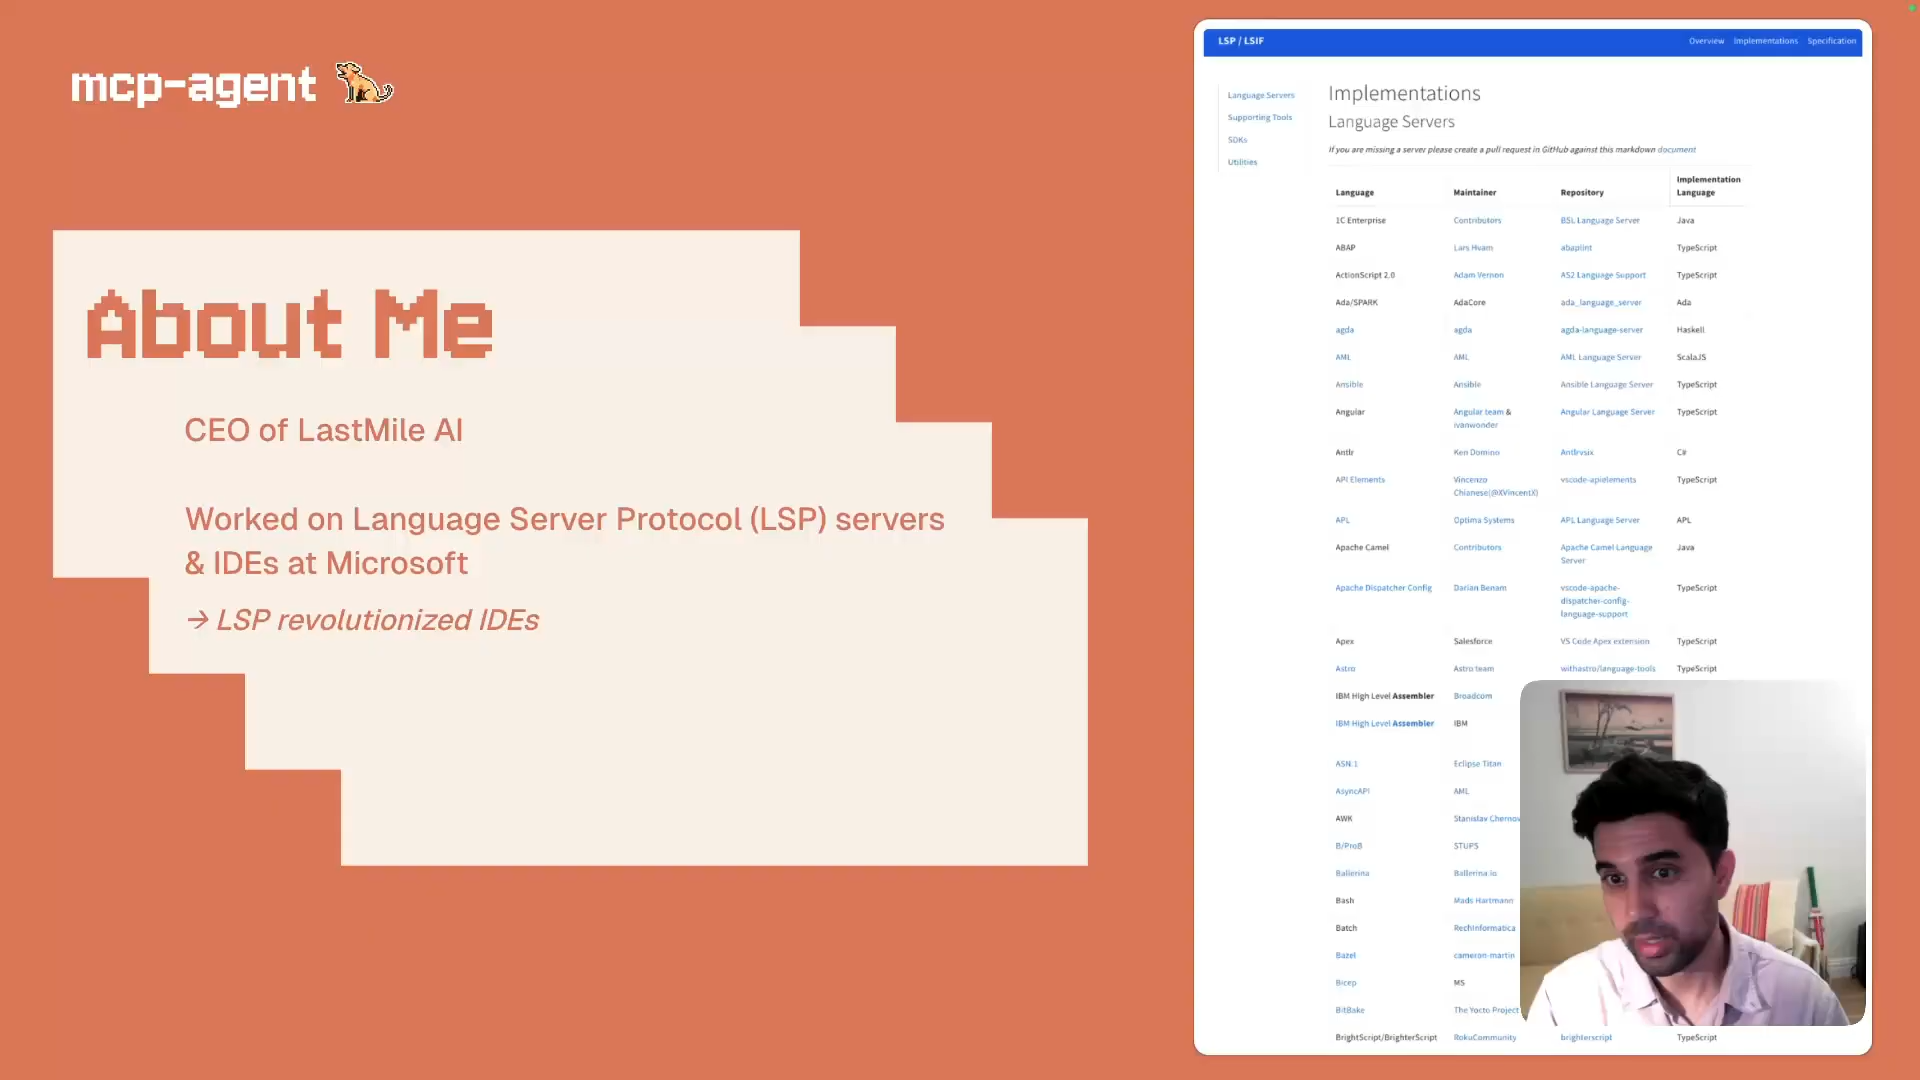 mcp-agent
About Me
CEO of LastMile AI
Worked on Language Server Protocol (LSP) servers
& IDEs at Microsoft
→ LSP revolutionized IDEs
LSP / LSIF
Overview Implementations Specification
Language Servers
Supporting Tools
SDKs
Utilities
Implementations
Language Servers
If you are missing a server please create a pull request in GitHub against this markdown document
Language Maintainer Repository Implementation Language
1C Enterprise Contributors BSL Language Server Java
ABAP Lars Hvam abaplint TypeScript
ActionScript 2.0 Adam Vernon AS2 Language Support TypeScript
Ada/SPARK AdaCore ada_language_server Ada
agda agda agda-language-server Haskell
AML AML AML Language Server ScalaJS
Ansible Ansible Ansible Language Server TypeScript
Angular Angular team & ivanwonder Angular Language Server TypeScript
Antlr Ken Domino Antlrvsix C#
API Elements Vincenzo Chianese(@XVincentX) vscode-apielements TypeScript
APL Optima Systems APL Language Server APL
Apache Camel Contributors Apache Camel Language Server Java
Apache Dispatcher Config Darian Benam vscode-apache-dispatcher-config-language-support TypeScript
Apex Salesforce VS Code Apex extension TypeScript
Astro Astro team withastro/language-tools TypeScript
IBM High Level Assembler Broadcom
IBM High Level Assembler IBM
ASN.1 Eclipse Titan
AsyncAPI AML
AWK Stanislav Chernov
B/ProB STUPS
Ballerina Ballerina.io
Bash Mads Hartmann
Batch RechInformatica
Bazel cameron-martin
Bicep MS
BitBake The Yocto Project
BrightScript/BrighterScript RokuCommunity brighterscript TypeScript